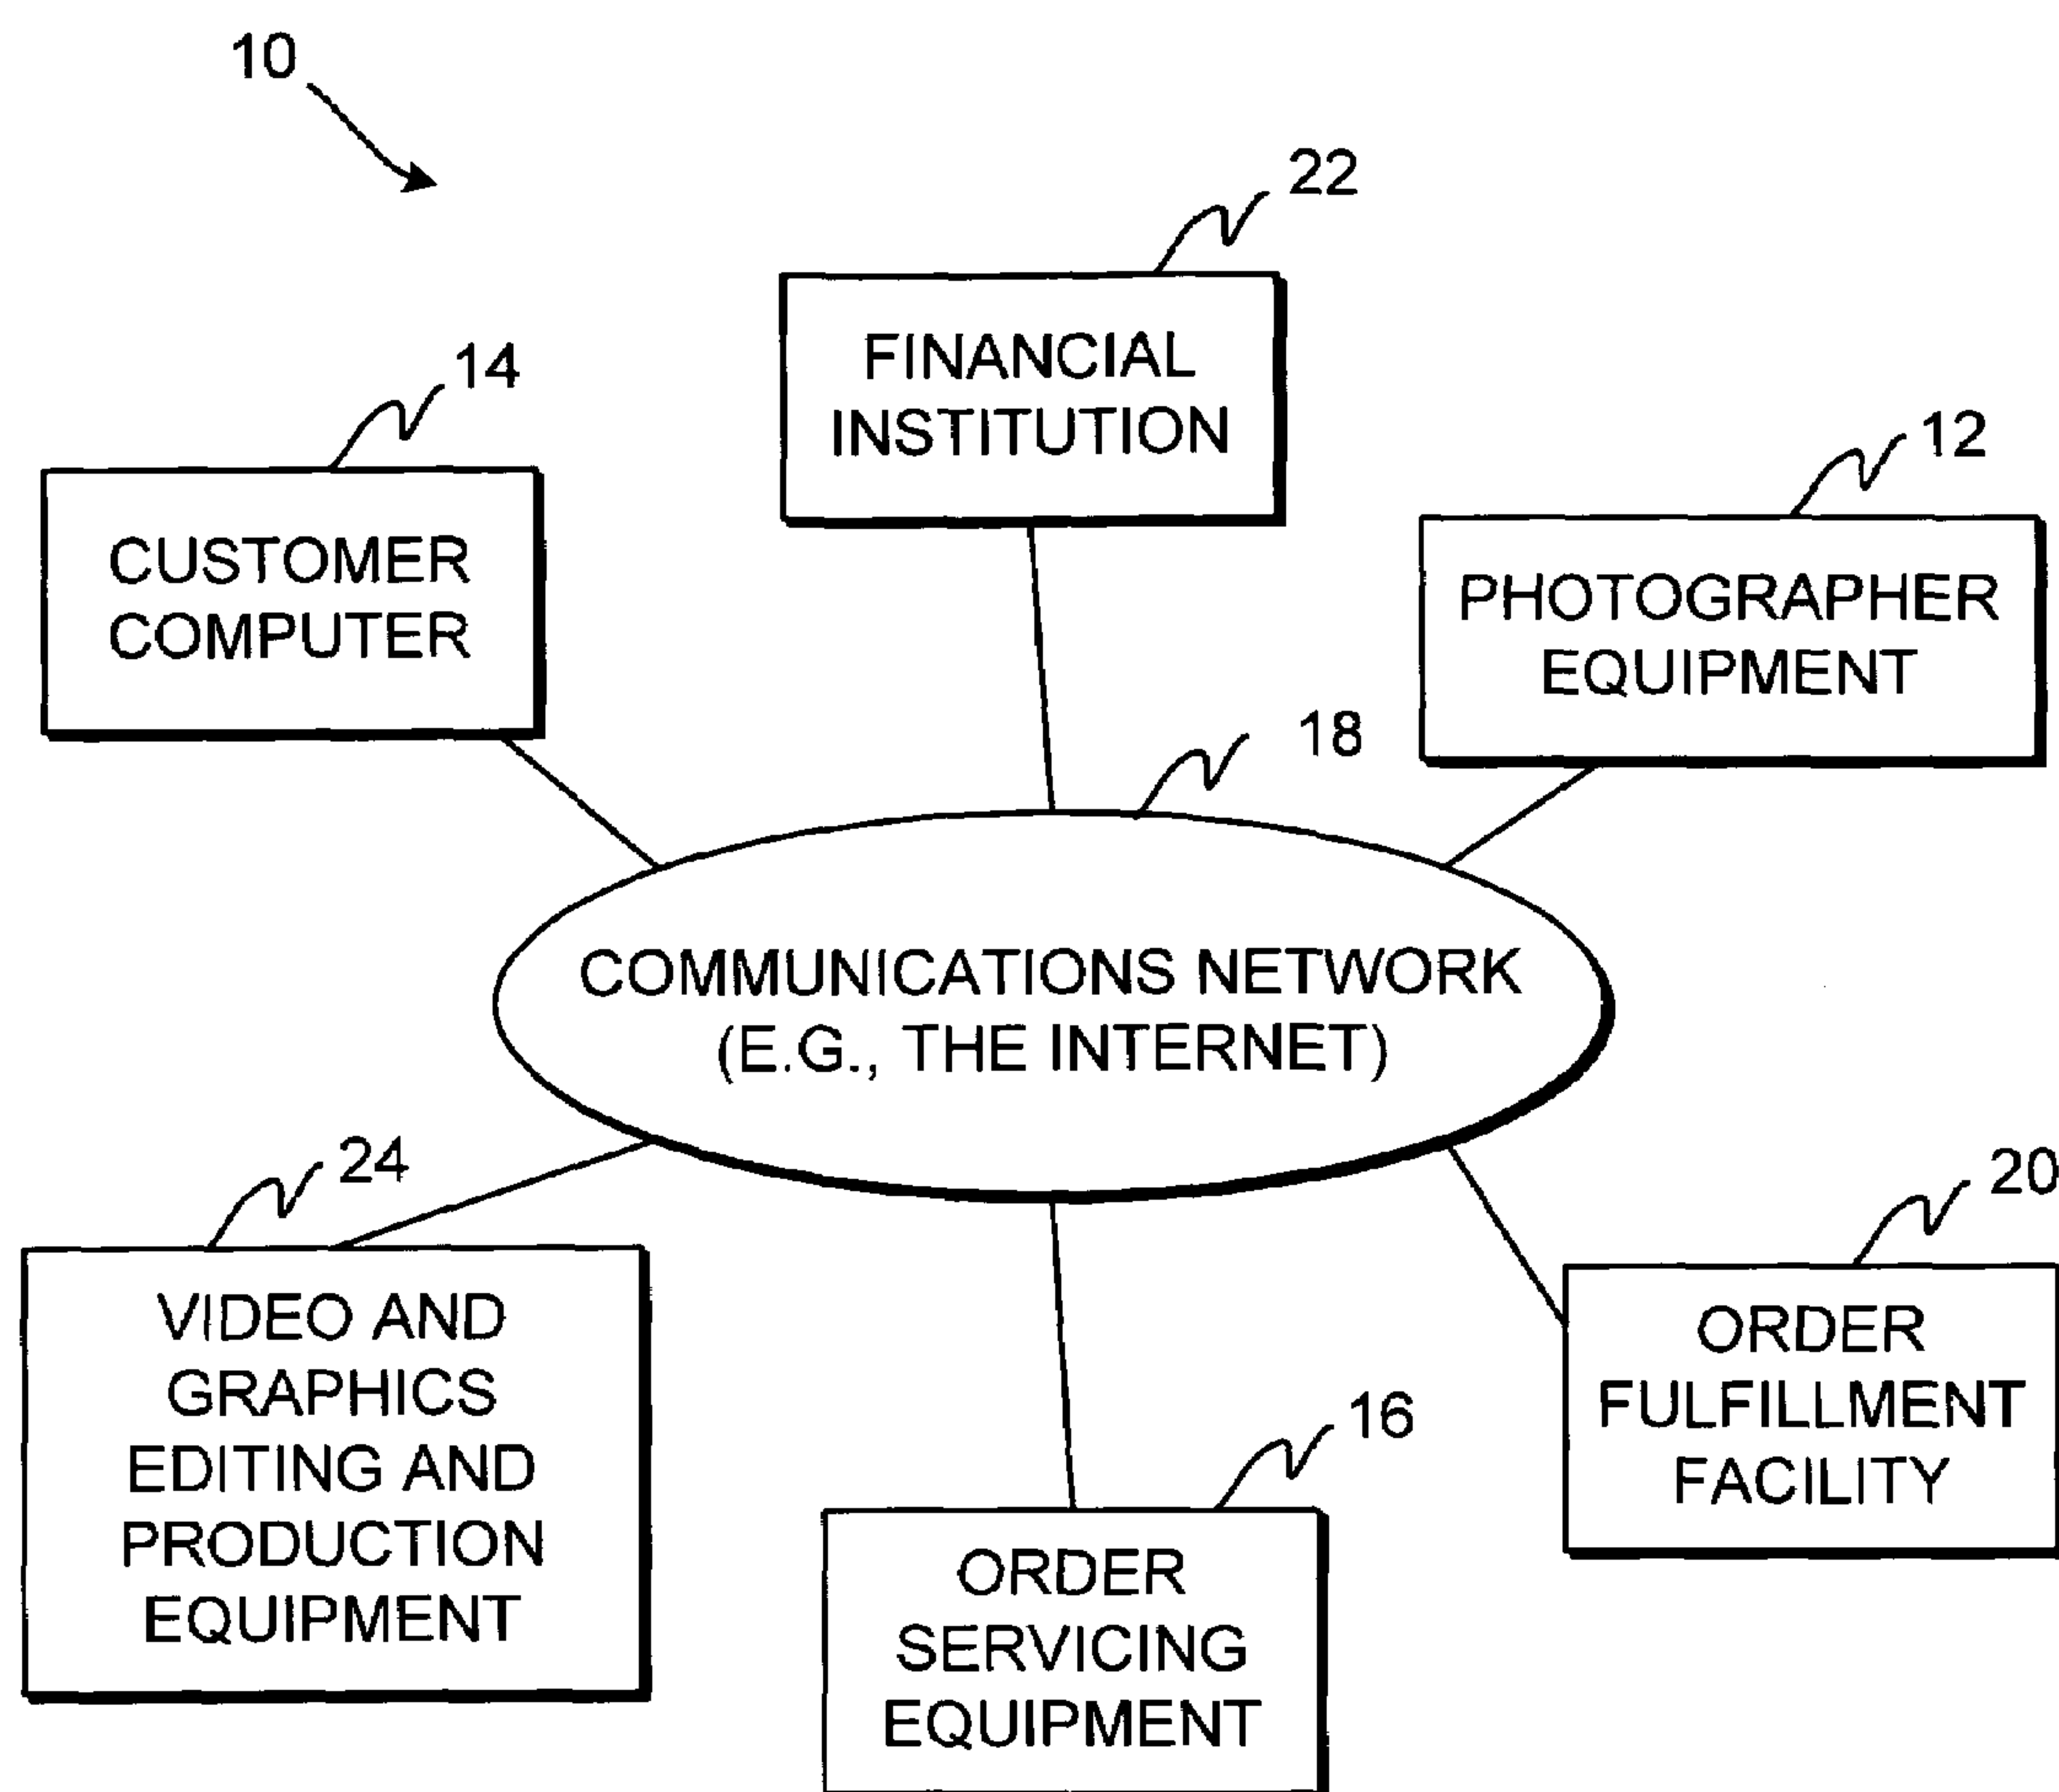 10
22
FINANCIAL
INSTITUTION
14
CUSTOMER
COMPUTER
12
PHOTOGRAPHER
EQUIPMENT
18
COMMUNICATIONS NETWORK
(E.G., THE INTERNET)
24
VIDEO AND
GRAPHICS
EDITING AND
PRODUCTION
EQUIPMENT
16
ORDER
SERVICING
EQUIPMENT
20
ORDER
FULFILLMENT
FACILITY